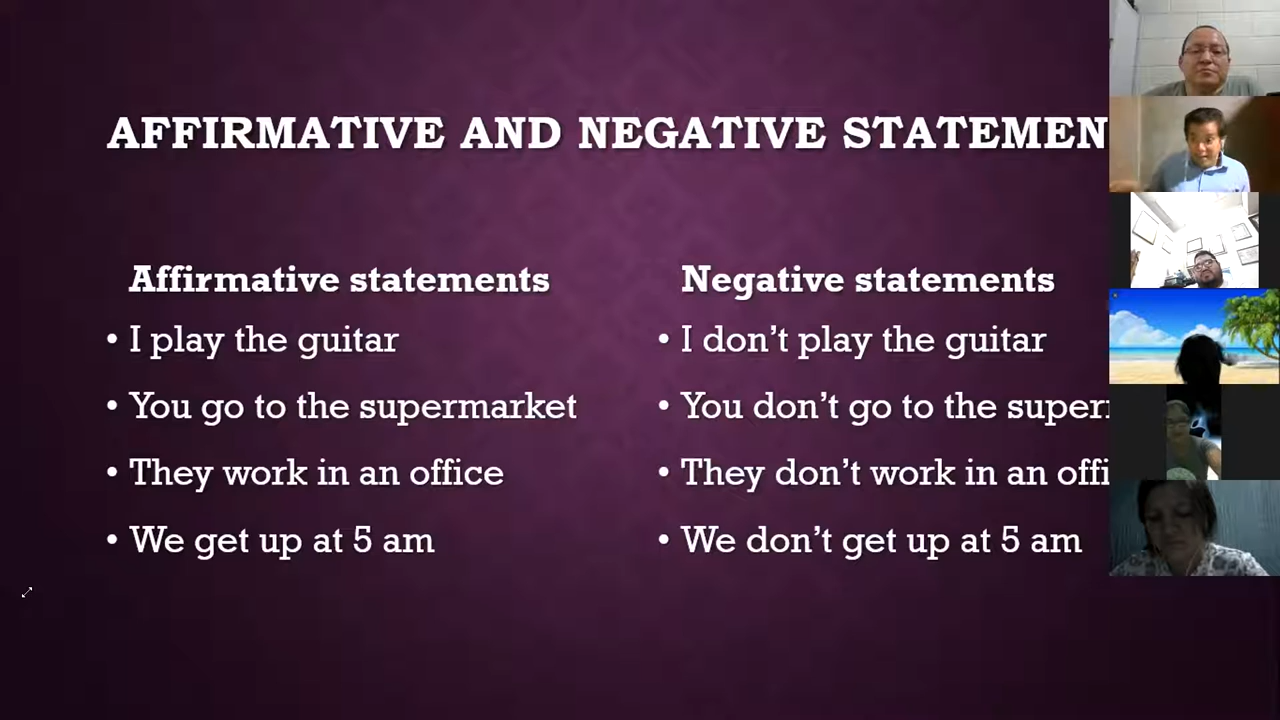 AFFIRMATIVE AND NEGATIVE STATEMEN
Affirmative statements
• I play the guitar
• You go to the supermarket
• They work in an office
• We get up at 5 am
Negative statements
• I don’t play the guitar
• You don’t go to the super
• They don’t work in an offi
• We don’t get up at 5 am